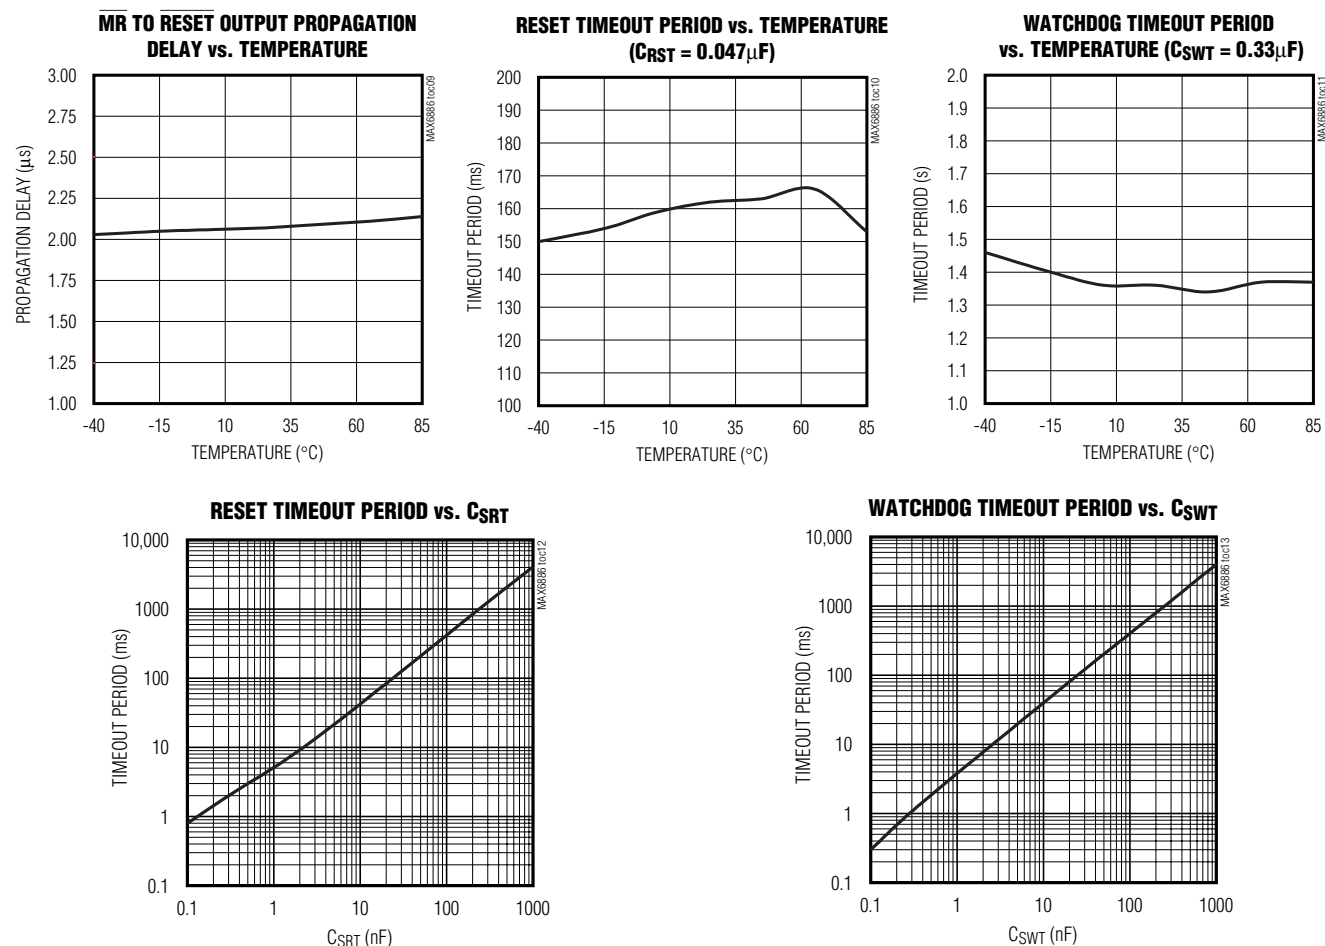 MR TO RESET OUTPUT PROPAGATION
DELAY vs. TEMPERATURE
3.00
2.75
2.50
2.25
2.00
1.75
1.50
1.25
1.00
PROPAGATION DELAY (µs)
-40 -15 10 35 60 85
TEMPERATURE (°C)
MAX6886 toc09
RESET TIMEOUT PERIOD vs. TEMPERATURE
(CRST = 0.047µF)
200
190
180
170
160
150
140
130
120
110
100
TIMEOUT PERIOD (ms)
-40 -15 10 35 60 85
TEMPERATURE (°C)
MAX6886 toc10
WATCHDOG TIMEOUT PERIOD
vs. TEMPERATURE (CSWT = 0.33µF)
2.0
1.9
1.8
1.7
1.6
1.5
1.4
1.3
1.2
1.1
1.0
TIMEOUT PERIOD (s)
-40 -15 10 35 60 85
TEMPERATURE (°C)
MAX6886 toc11
RESET TIMEOUT PERIOD vs. CSRT
10,000
1000
100
10
1
0.1
TIMEOUT PERIOD (ms)
0.1 1 10 100 1000
CSRT (nF)
MAX6886 toc12
WATCHDOG TIMEOUT PERIOD vs. CSWT
10,000
1000
100
10
1
0.1
TIMEOUT PERIOD (ms)
0.1 1 10 100 1000
CSWT (nF)
MAX6886 toc13